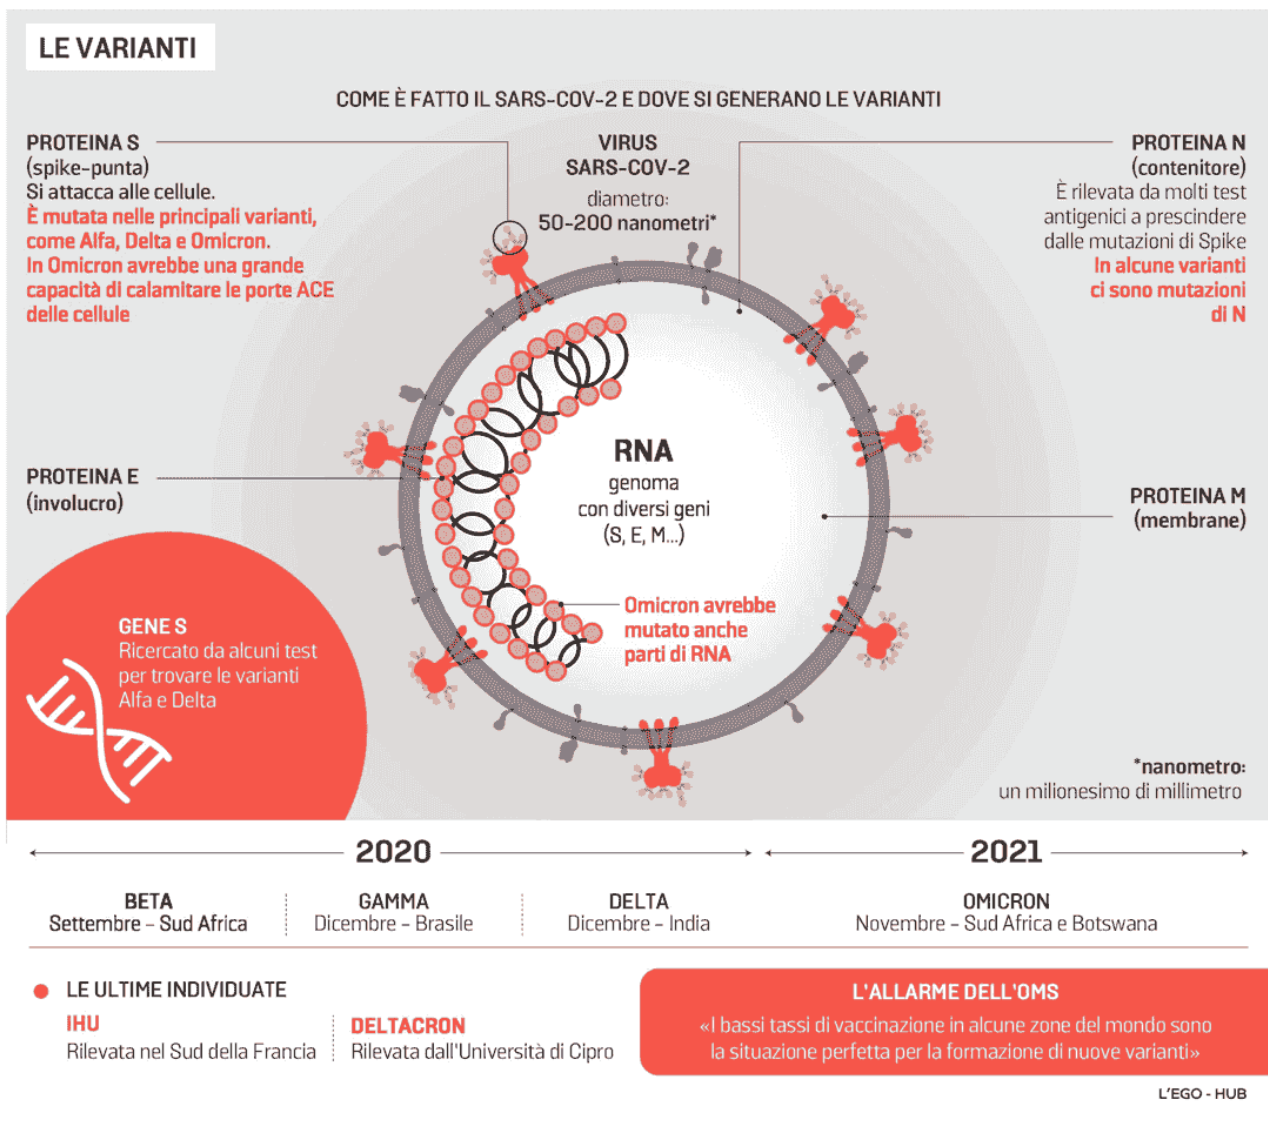 LE VARIANTI
COME È FATTO IL SARS-COV-2 E DOVE SI GENERANO LE VARIANTI
PROTEINA S
(spike-punta)
Si attacca alle cellule.
È mutata nelle principali varianti,
come Alfa, Delta e Omicron.
In Omicron avrebbe una grande
capacità di calamitare le porte ACE
delle cellule
VIRUS
SARS-COV-2
diametro:
50-200 nanometri*
PROTEINA N
(contenitore)
È rilevata da molti test
antigenici a prescindere
dalle mutazioni di Spike
In alcune varianti
ci sono mutazioni
di N
PROTEINA E
(involucro)
RNA
genoma
con diversi geni
(S, E, M...)
PROTEINA M
(membrane)
Omicron avrebbe
mutato anche
parti di RNA
GENE S
Ricercato da alcuni test
per trovare le varianti
Alfa e Delta
*nanometro:
un milionesimo di millimetro
2020
2021
BETA
Settembre - Sud Africa
GAMMA
Dicembre - Brasile
DELTA
Dicembre - India
OMICRON
Novembre - Sud Africa e Botswana
LE ULTIME INDIVIDUATE
IHU
Rilevata nel Sud della Francia
DELTACRON
Rilevata dall'Università di Cipro
L'ALLARME DELL'OMS
«I bassi tassi di vaccinazione in alcune zone del mondo sono
la situazione perfetta per la formazione di nuove varianti»
L'EGO - HUB